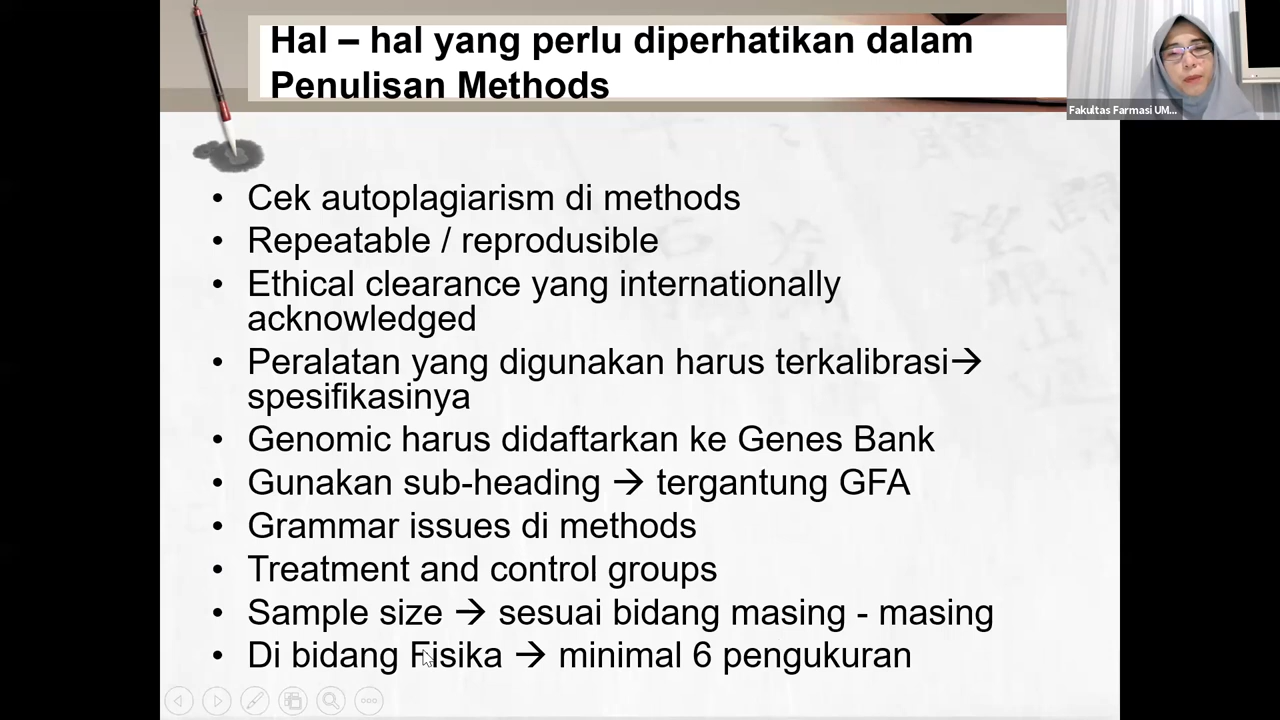 Hal – hal yang perlu diperhatikan dalam
Penulisan Methods
Fakultas Farmasi UM...
• Cek autoplagiarism di methods
• Repeatable / reprodusible
• Ethical clearance yang internationally
acknowledged
• Peralatan yang digunakan harus terkalibrasi→
spesifikasinya
• Genomic harus didaftarkan ke Genes Bank
• Gunakan sub-heading → tergantung GFA
• Grammar issues di methods
• Treatment and control groups
• Sample size → sesuai bidang masing - masing
• Di bidang Fisika → minimal 6 pengukuran